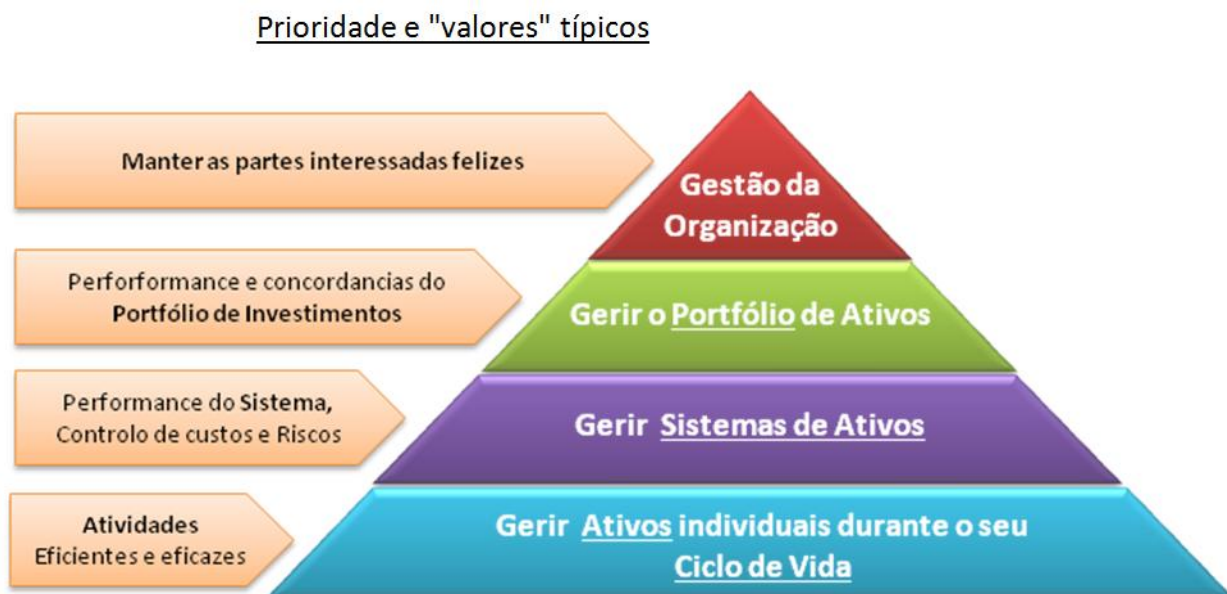 Prioridade e "valores" típicos
Manter as partes interessadas felizes
Gestão da
Organização
Perforformance e concordancias do
Portfólio de Investimentos
Gerir o Portfólio de Ativos
Performance do Sistema,
Controlo de custos e Riscos
Gerir Sistemas de Ativos
Atividades
Eficientes e eficazes
Gerir Ativos individuais durante o seu
Ciclo de Vida